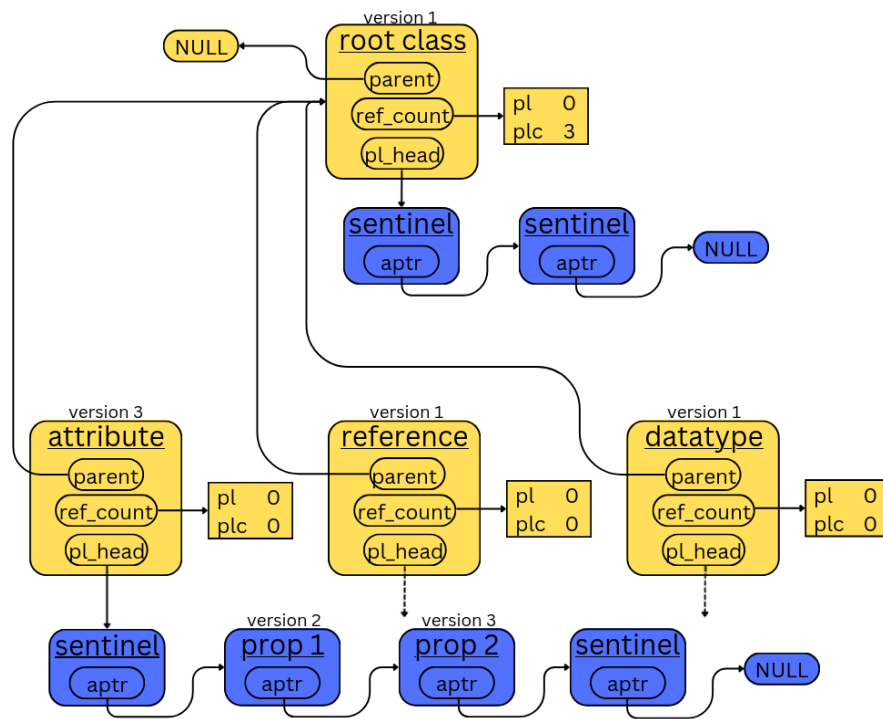 version 1
NULL
root class
parent
ref_count
pl 0
plc 3
pl_head
sentinel
aptr
sentinel
aptr
NULL
version 3
attribute
parent
ref_count
pl 0
plc 0
pl_head
version 1
reference
parent
ref_count
pl 0
plc 0
pl_head
version 1
datatype
parent
ref_count
pl 0
plc 0
pl_head
sentinel
aptr
version 2
prop 1
aptr
version 3
prop 2
aptr
sentinel
aptr
NULL